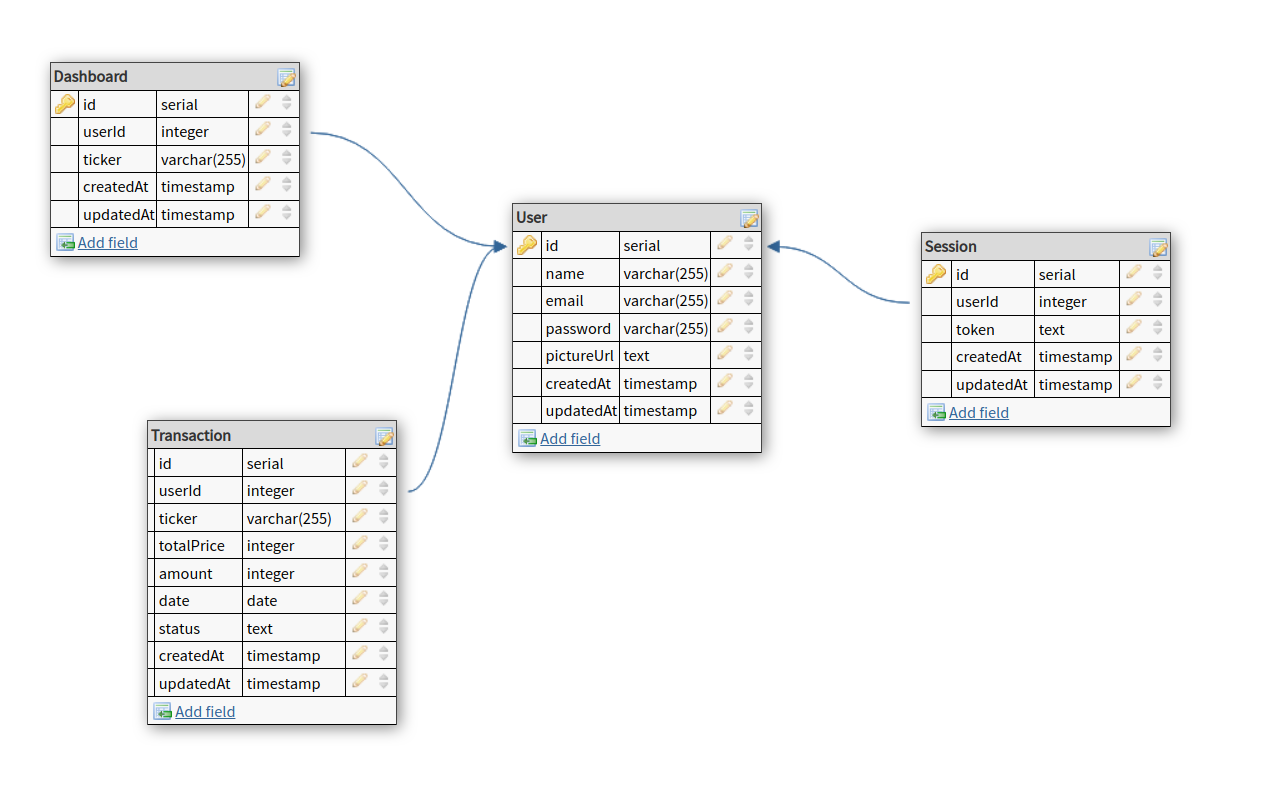 Dashboard
id serial
userId integer
ticker varchar(255)
createdAt timestamp
updatedAt timestamp
Add field
User
id serial
name varchar(255)
email varchar(255)
password varchar(255)
pictureUrl text
createdAt timestamp
updatedAt timestamp
Add field
Session
id serial
userId integer
token text
createdAt timestamp
updatedAt timestamp
Add field
Transaction
id serial
userId integer
ticker varchar(255)
totalPrice integer
amount integer
date date
status text
createdAt timestamp
updatedAt timestamp
Add field